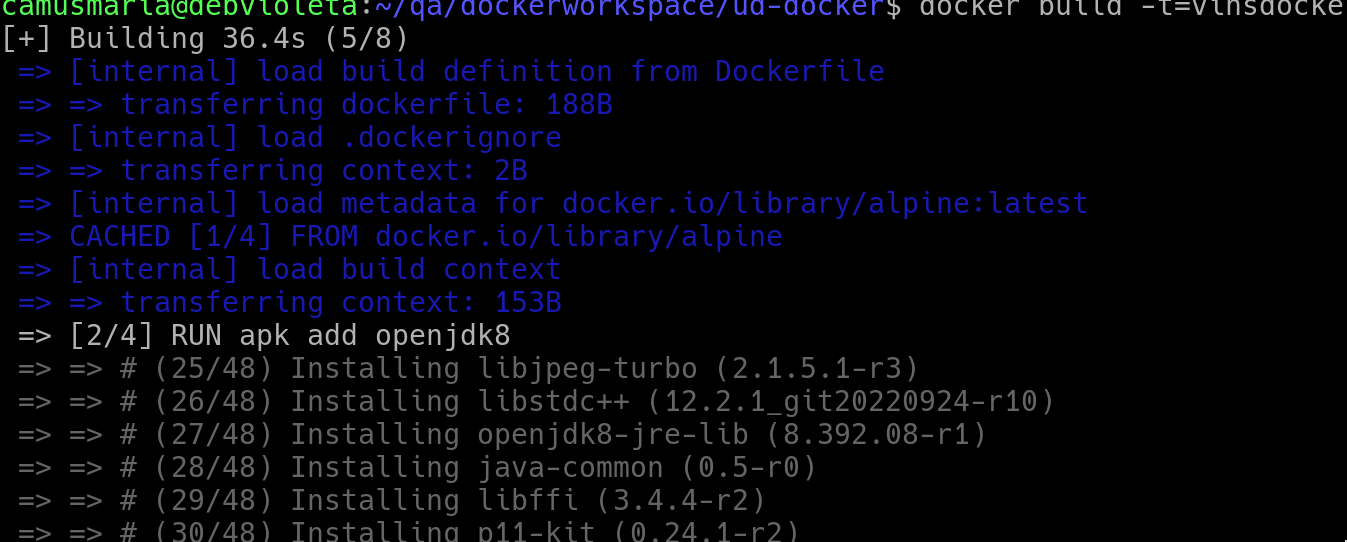 camusmaria@debvioleta:~/qa/dockerworkspace/ud-docker$ docker build -t=vinsdocke
[+] Building 36.4s (5/8)
=> [internal] load build definition from Dockerfile
=> => transferring dockerfile: 188B
=> [internal] load .dockerignore
=> => transferring context: 2B
=> [internal] load metadata for docker.io/library/alpine:latest
=> CACHED [1/4] FROM docker.io/library/alpine
=> [internal] load build context
=> => transferring context: 153B
=> [2/4] RUN apk add openjdk8
=> => # (25/48) Installing libjpeg-turbo (2.1.5.1-r3)
=> => # (26/48) Installing libstdc++ (12.2.1_git20220924-r10)
=> => # (27/48) Installing openjdk8-jre-lib (8.392.08-r1)
=> => # (28/48) Installing java-common (0.5-r0)
=> => # (29/48) Installing libffi (3.4.4-r2)
=> => # (30/48) Installing p11-kit (0.24.1-r2)